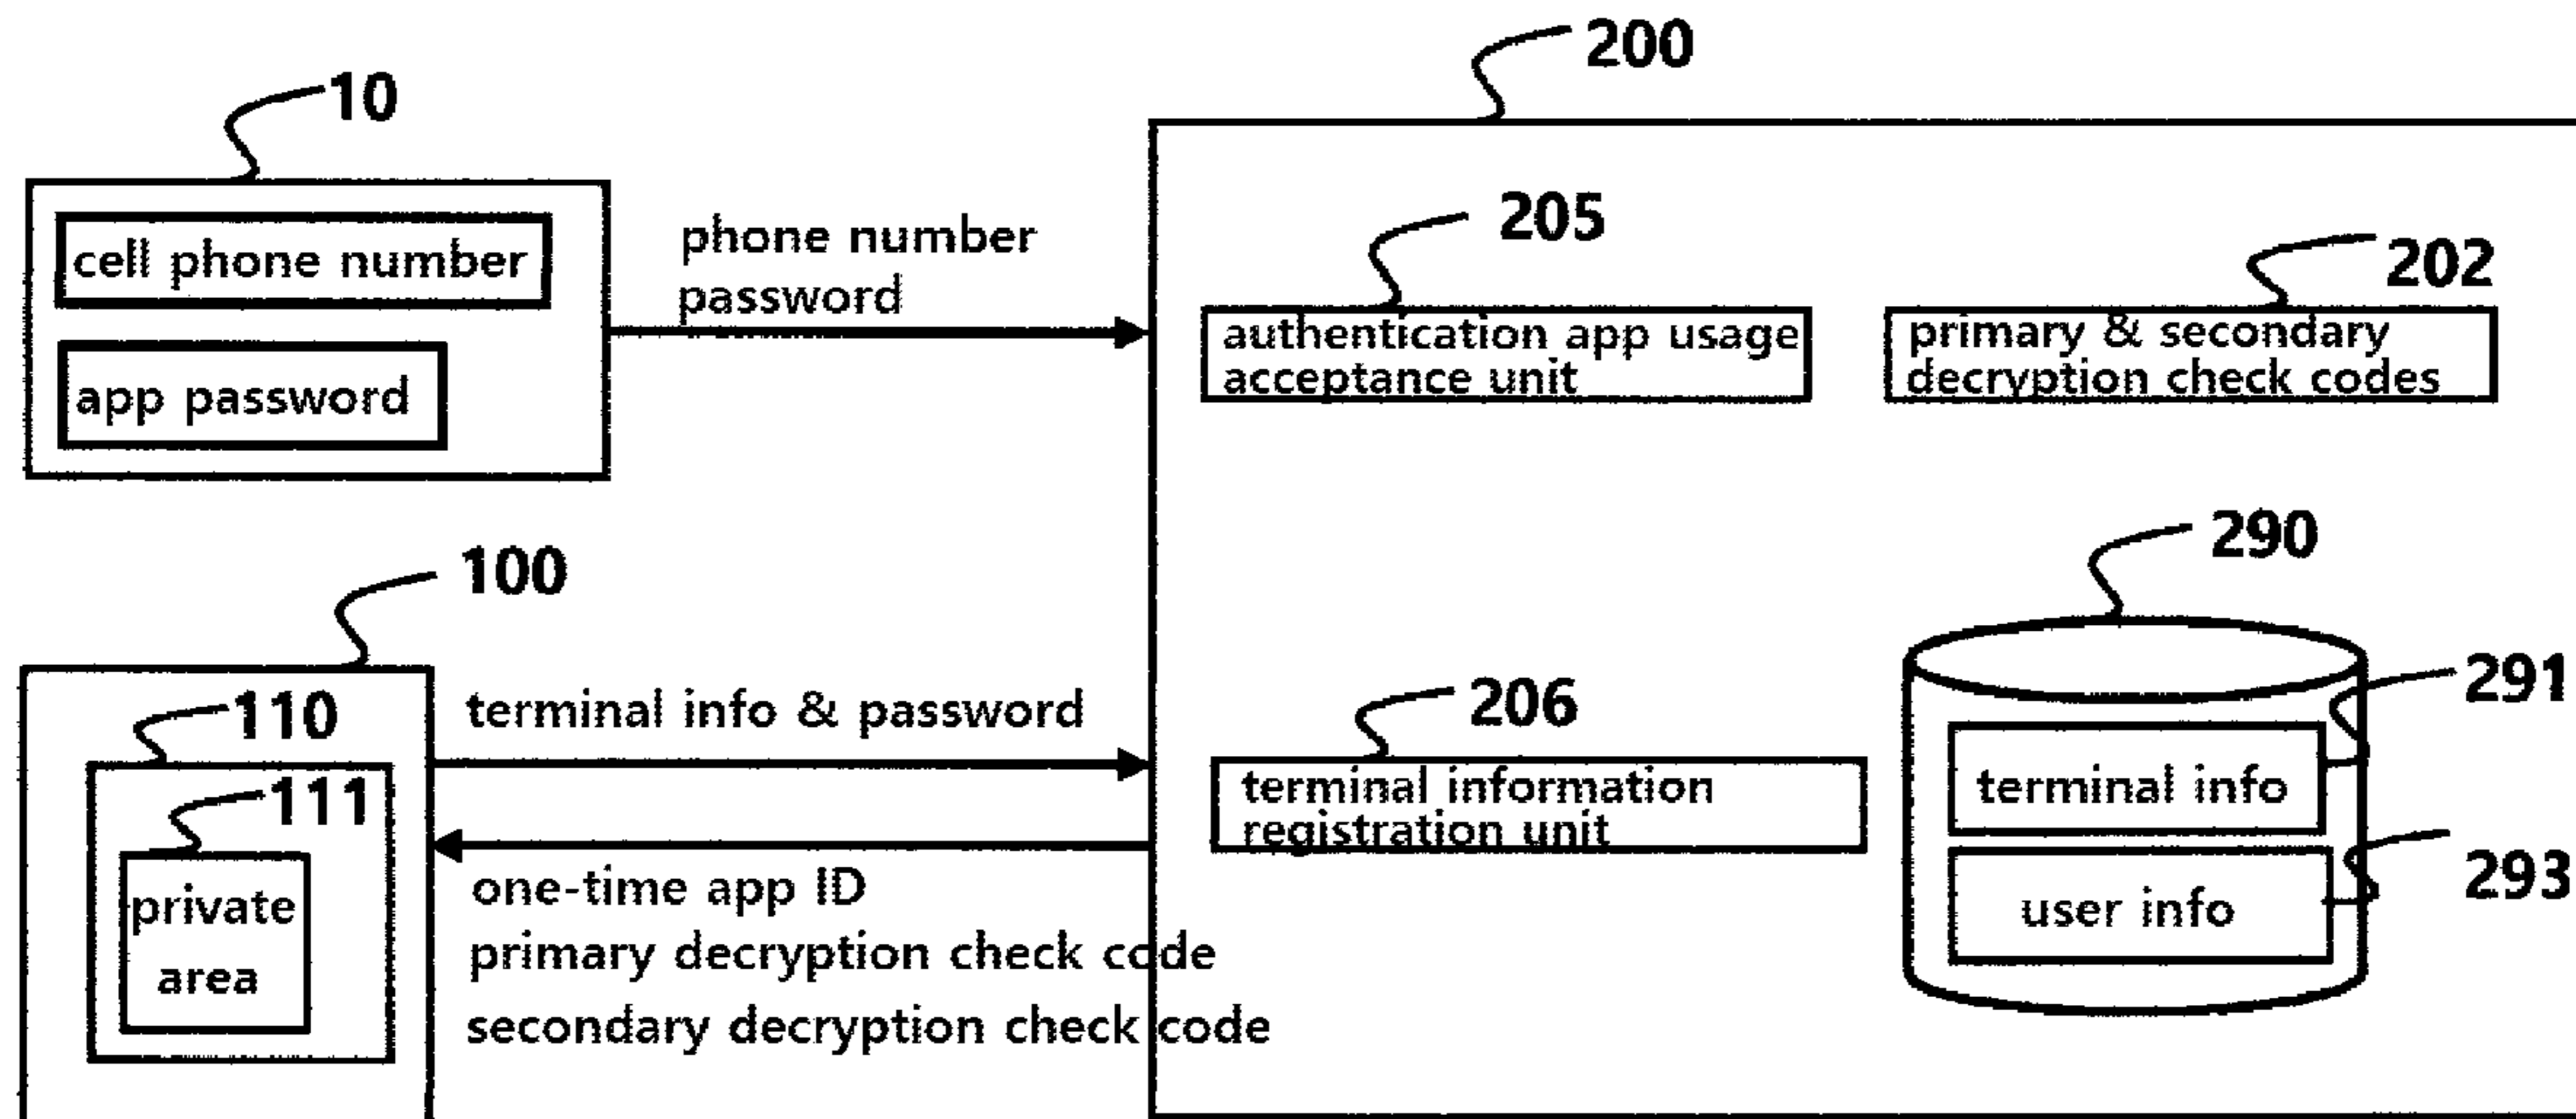 200
10
205
202
cell phone number
phone number
password
app password
authentication app usage
acceptance unit
primary & secondary
decryption check codes
100
290
110
111
private
area
terminal info & password
one-time app ID
primary decryption check code
secondary decryption check code
206
terminal information
registration unit
291
terminal info
293
user info